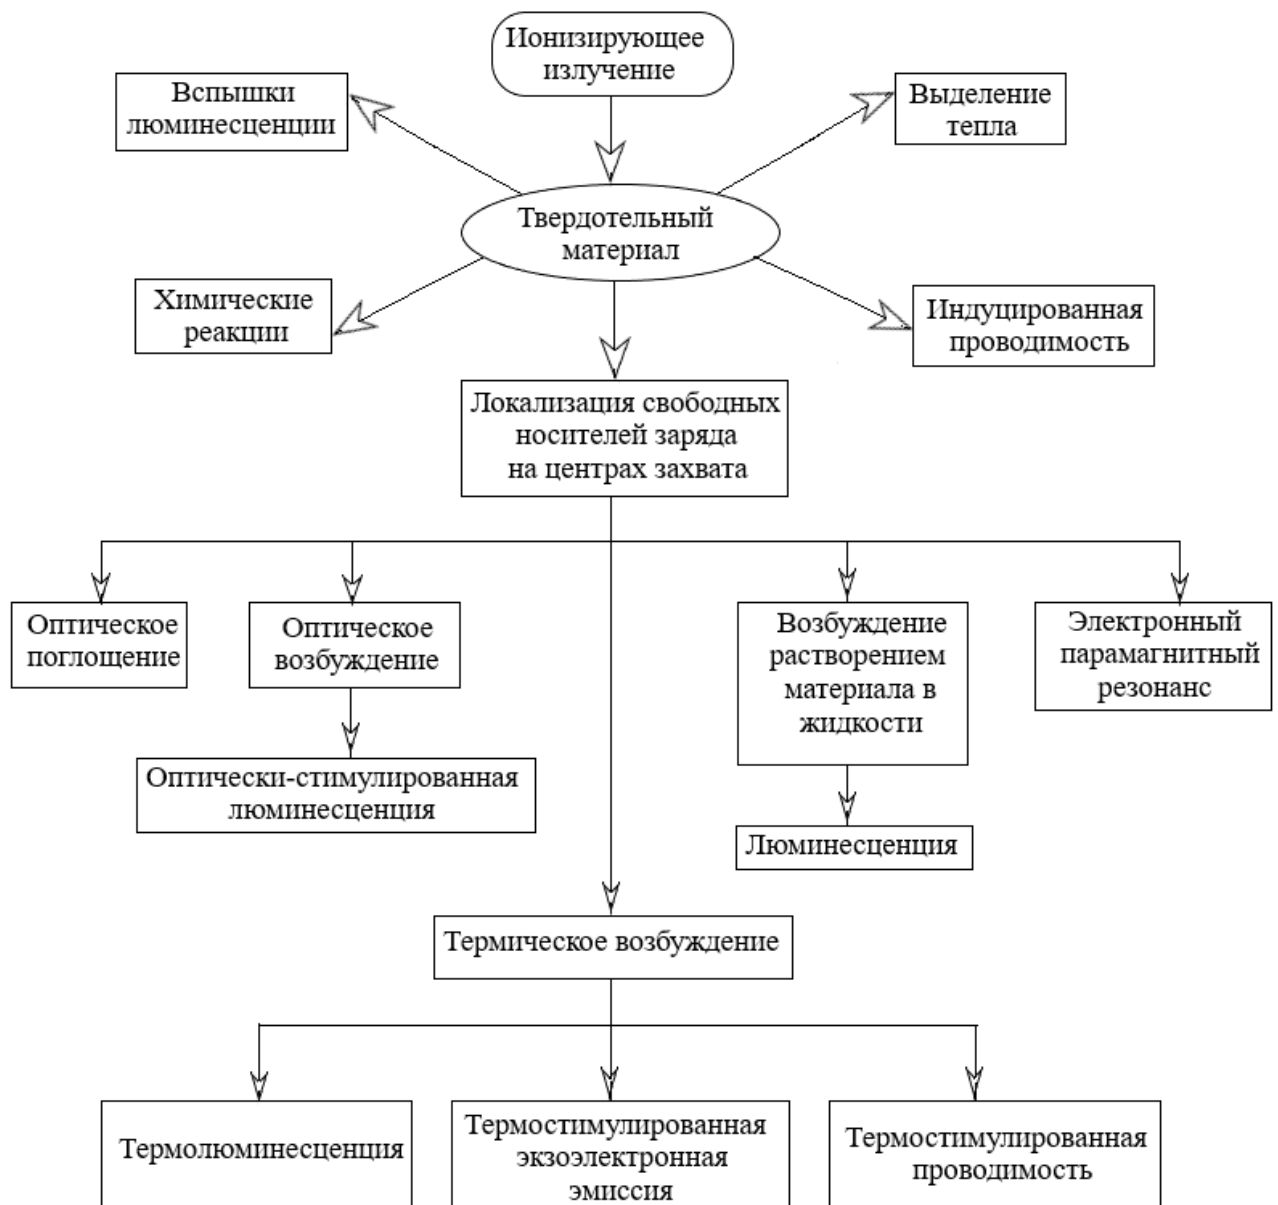 Ионизирующее
излучение
Вспышки
люминесценции
Выделение
тепла
Твердотельный
материал
Химические
реакции
Индуцированная
проводимость
Локализация свободных
носителей заряда
на центрах захвата
Оптическое
поглощение
Оптическое
возбуждение
Возбуждение
растворением
материала в
жидкости
Электронный
парамагнитный
резонанс
Оптически-стимулированная
люминесценция
Люминесценция
Термическое возбуждение
Термолюминесценция
Термостимулированная
экзоэлектронная
эмиссия
Термостимулированная
проводимость